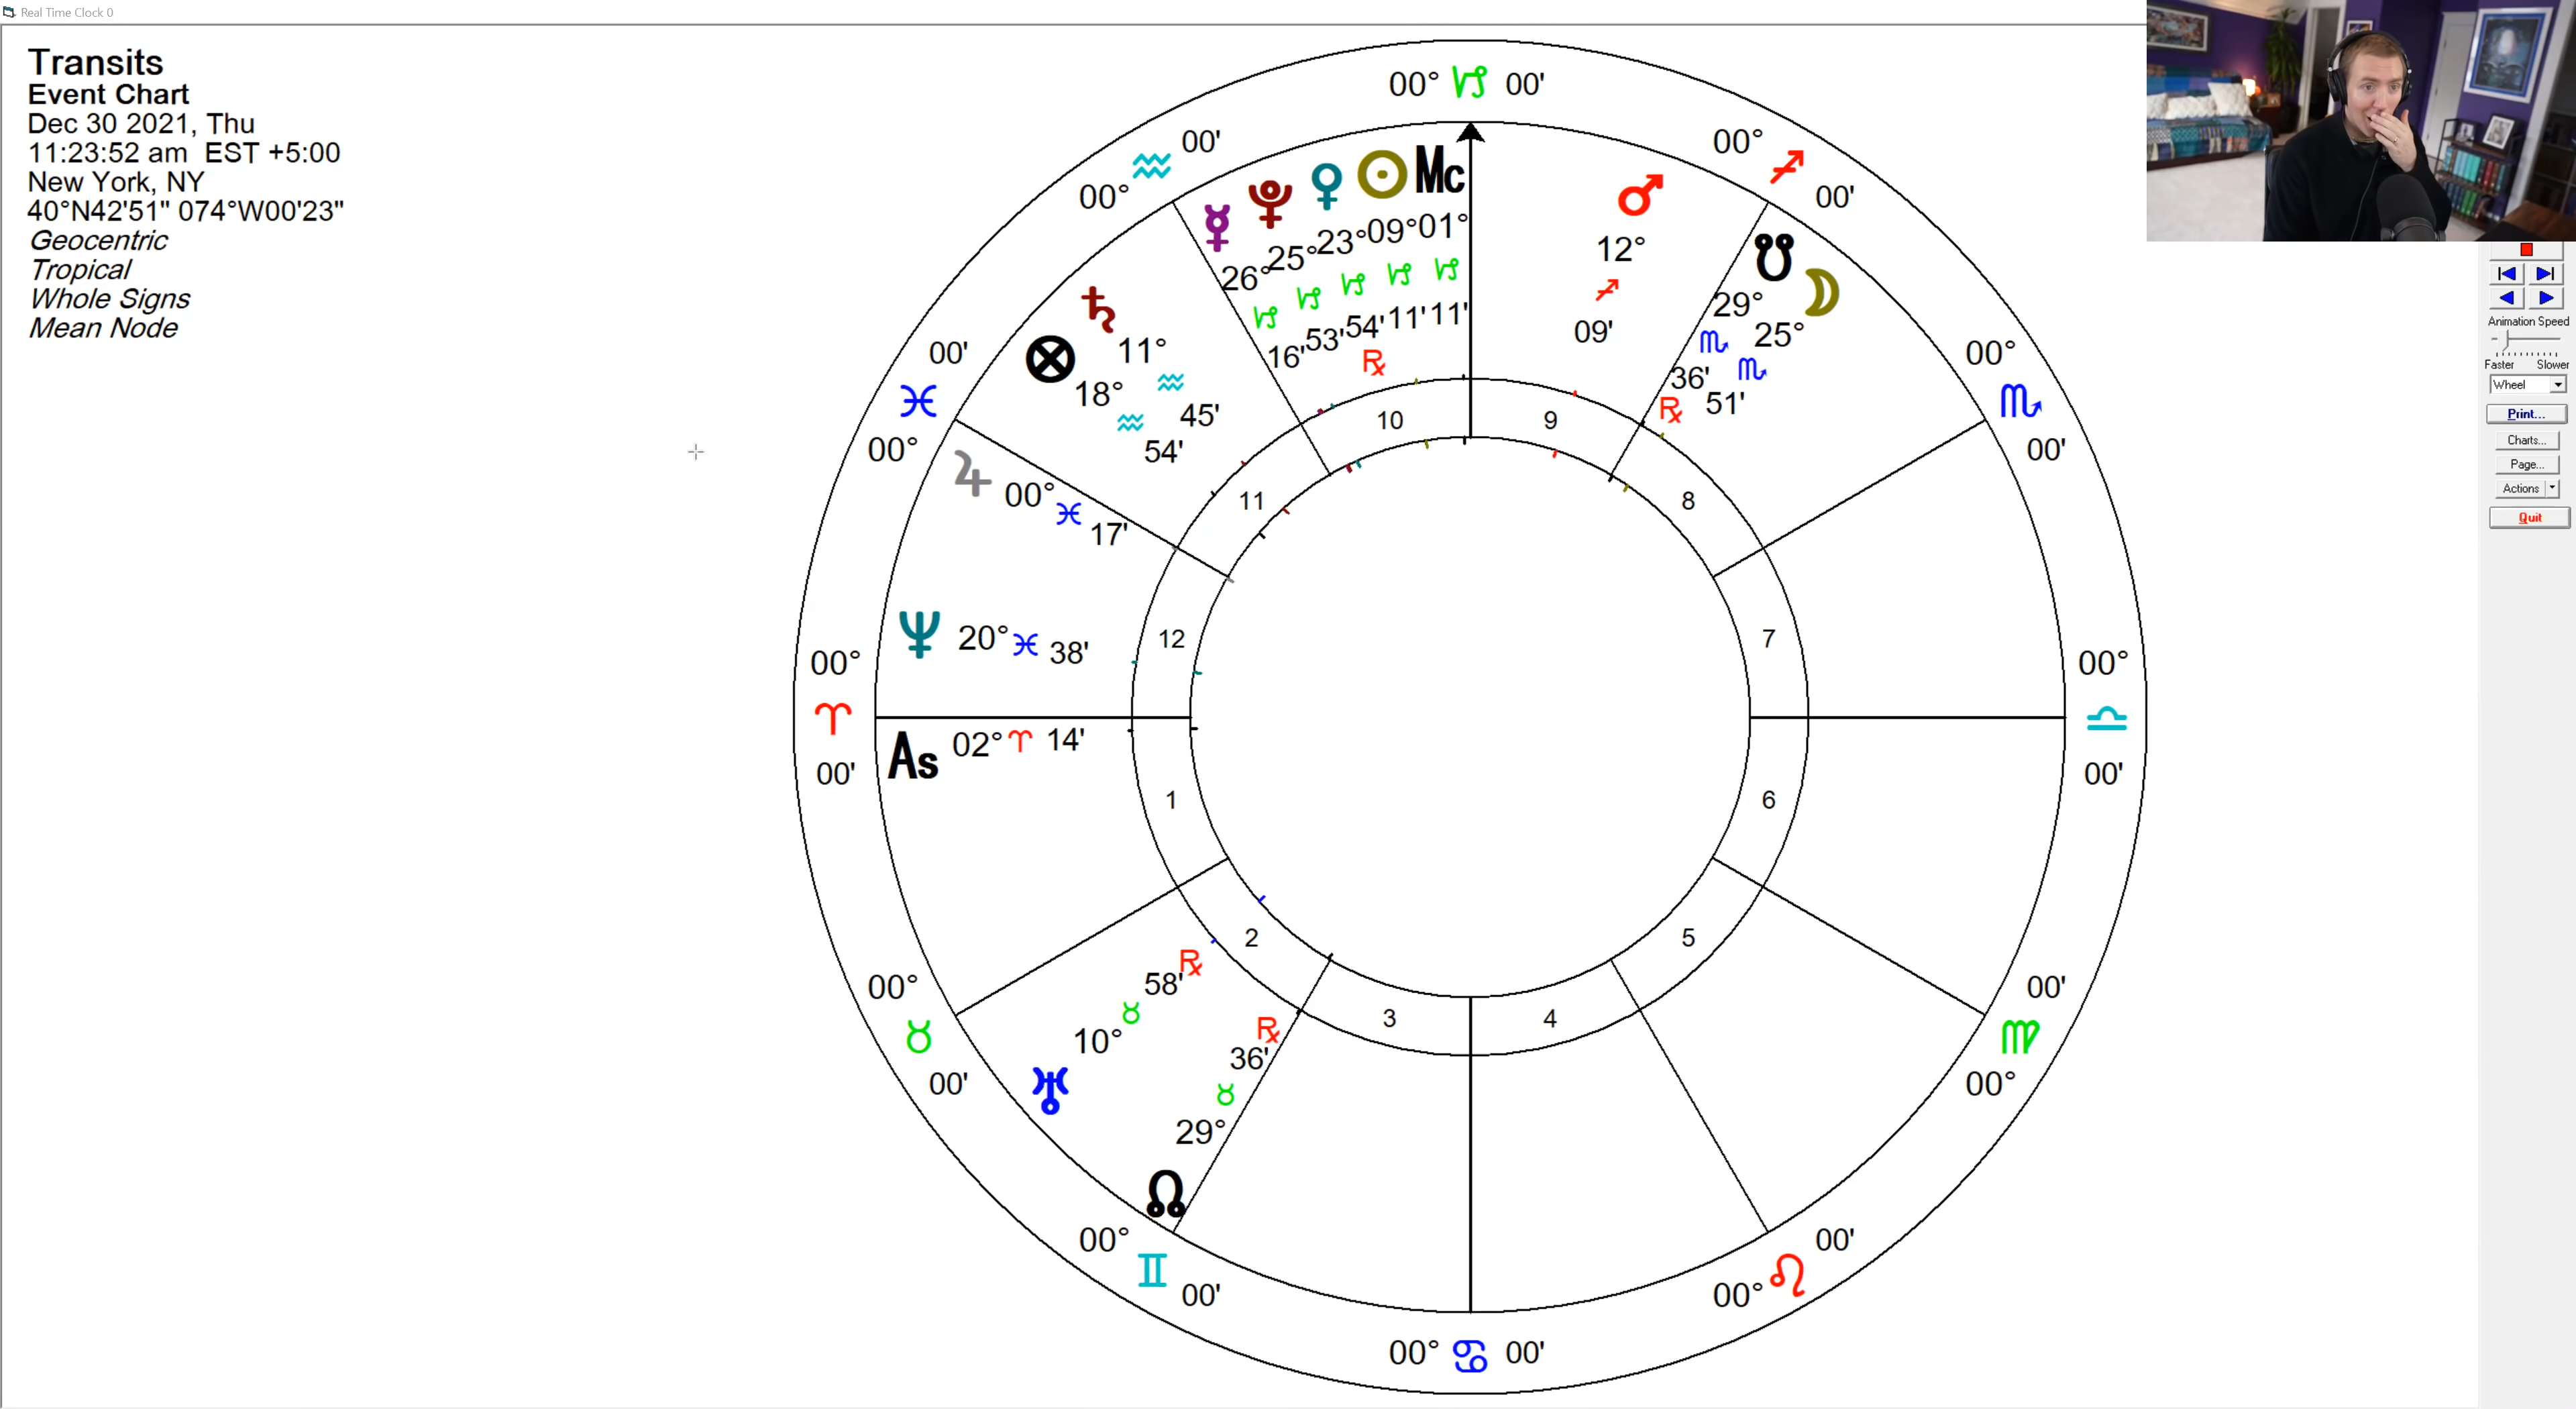 Real Time Clock 0
Transits
Event Chart
Dec 30 2021, Thu
11:23:52 am EST +5:00
New York, NY
40°N42'51" 074°W00'23"
Geocentric
Tropical
Whole Signs
Mean Node
00° ♑ 00'
00° ♒ 00'
00° ♐ 00'
☿ 26° ♑ 16'
♇ 25° ♑ 53'
♀ 23° ♑ 54' ℞
☉ 09° ♑ 11'
Mc 01° ♑ 11'
♂ 12° ♐ 09'
☋ 29° ♏ 36' ℞
☽ 25° ♏ 51'
♄ 11° ♒ 45'
⊗ 18° ♒ 54'
00° ♓ 00'
00° ♏ 00'
♃ 00° ♓ 17'
♆ 20° ♓ 38'
00° ♈ 00'
As 02° ♈ 14'
00° ♎ 00'
10
9
11
8
12
7
1
6
2
5
3
4
♅ 10° ♉ 58' ℞
☊ 29° ♉ 36' ℞
00° ♉ 00'
00° ♍ 00'
00° ♊ 00'
00° ♌ 00'
00° ♋ 00'
Animation Speed
Faster Slower
Wheel
Print...
Charts...
Page...
Actions
Quit